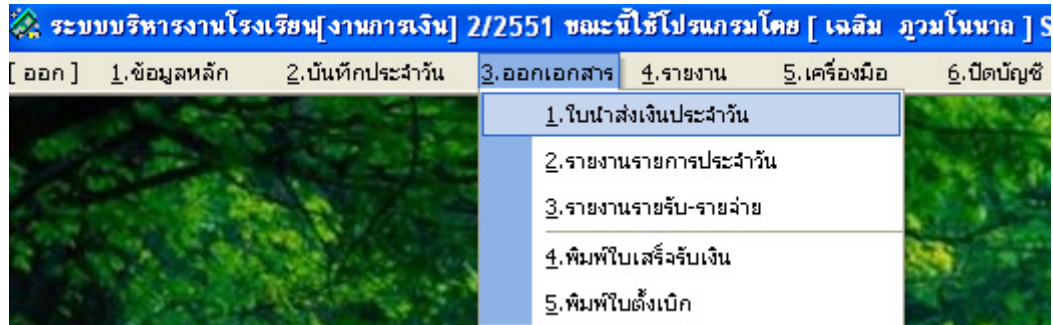 ระบบบริหารงานโรงเรียน[งานการเงิน] 2/2551 ขณะนี้ใช้โปรแกรมโดย [ เฉลิม ภูวมโนนาถ ] S
[ ออก ] 1.ข้อมูลหลัก 2.บันทึกประจำวัน 3.ออกเอกสาร 4.รายงาน 5.เครื่องมือ 6.ปิดบัญชี
1.ใบนำส่งเงินประจำวัน
2.รายงานรายการประจำวัน
3.รายงานรายรับ-รายจ่าย
4.พิมพ์ใบเสร็จรับเงิน
5.พิมพ์ใบตั้งเบิก